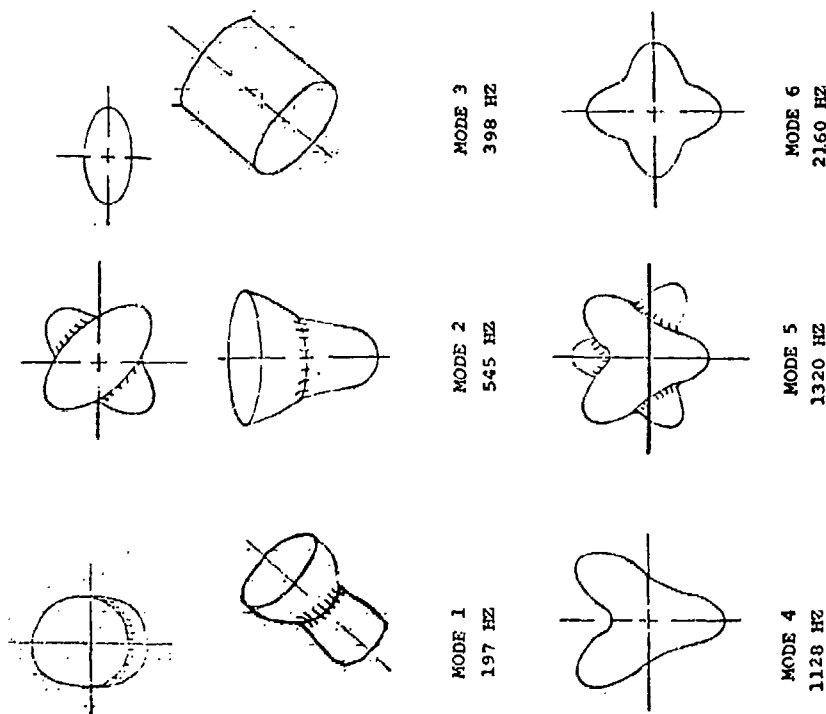 MODE 1
197 HZ
MODE 2
545 HZ
MODE 3
398 HZ
MODE 4
1128 HZ
MODE 5
1320 HZ
MODE 6
2160 HZ